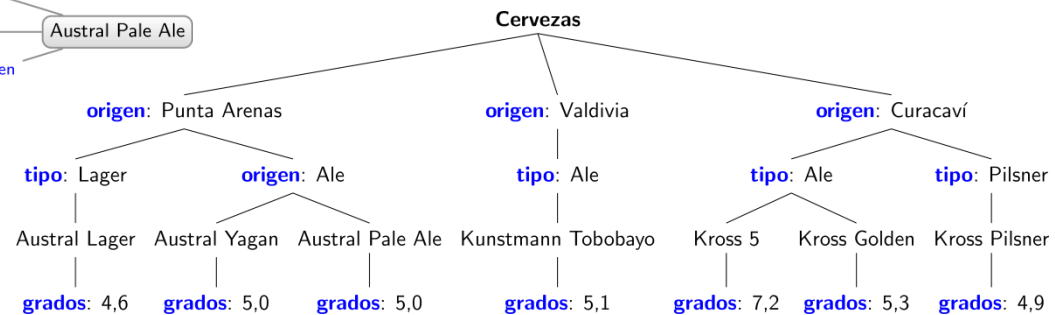 Cervezas
Austral Pale Ale
en
origen: Punta Arenas origen: Valdivia origen: Curacaví
tipo: Lager origen: Ale tipo: Ale tipo: Ale tipo: Pilsner
Austral Lager Austral Yagan Austral Pale Ale Kunstmann Tobobayo Kross 5 Kross Golden Kross Pilsner
grados: 4,6 grados: 5,0 grados: 5,0 grados: 5,1 grados: 7,2 grados: 5,3 grados: 4,9